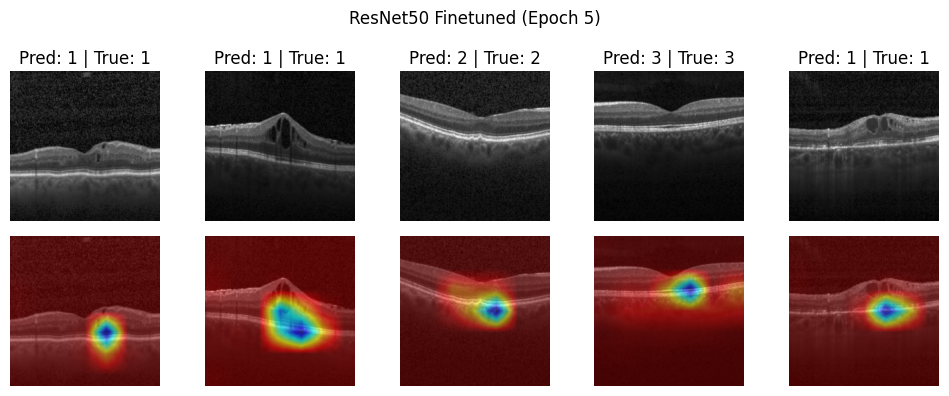 ResNet50 Finetuned (Epoch 5)
Pred: 1 | True: 1
Pred: 1 | True: 1
Pred: 2 | True: 2
Pred: 3 | True: 3
Pred: 1 | True: 1